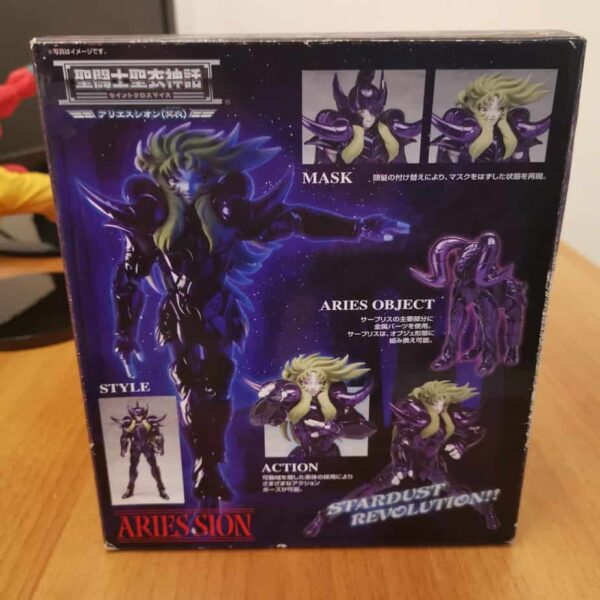 ※写真はイメージです。
聖闘士聖衣神話
セイントクロスマイス
アリエスシオン(冥衣)
MASK
頭髪の付け替えにより、マスクをはずした状態を再現。
ARIES OBJECT
サープリスの主要部分に
金属パーツを使用。
サープリスは、オブジェ形態に
組み換え可能。
STYLE
ACTION
可動域を増した素体の採用により
さまざまなアクション
ポーズが可能。
STARDUST
REVOLUTION!!
ARIES SION